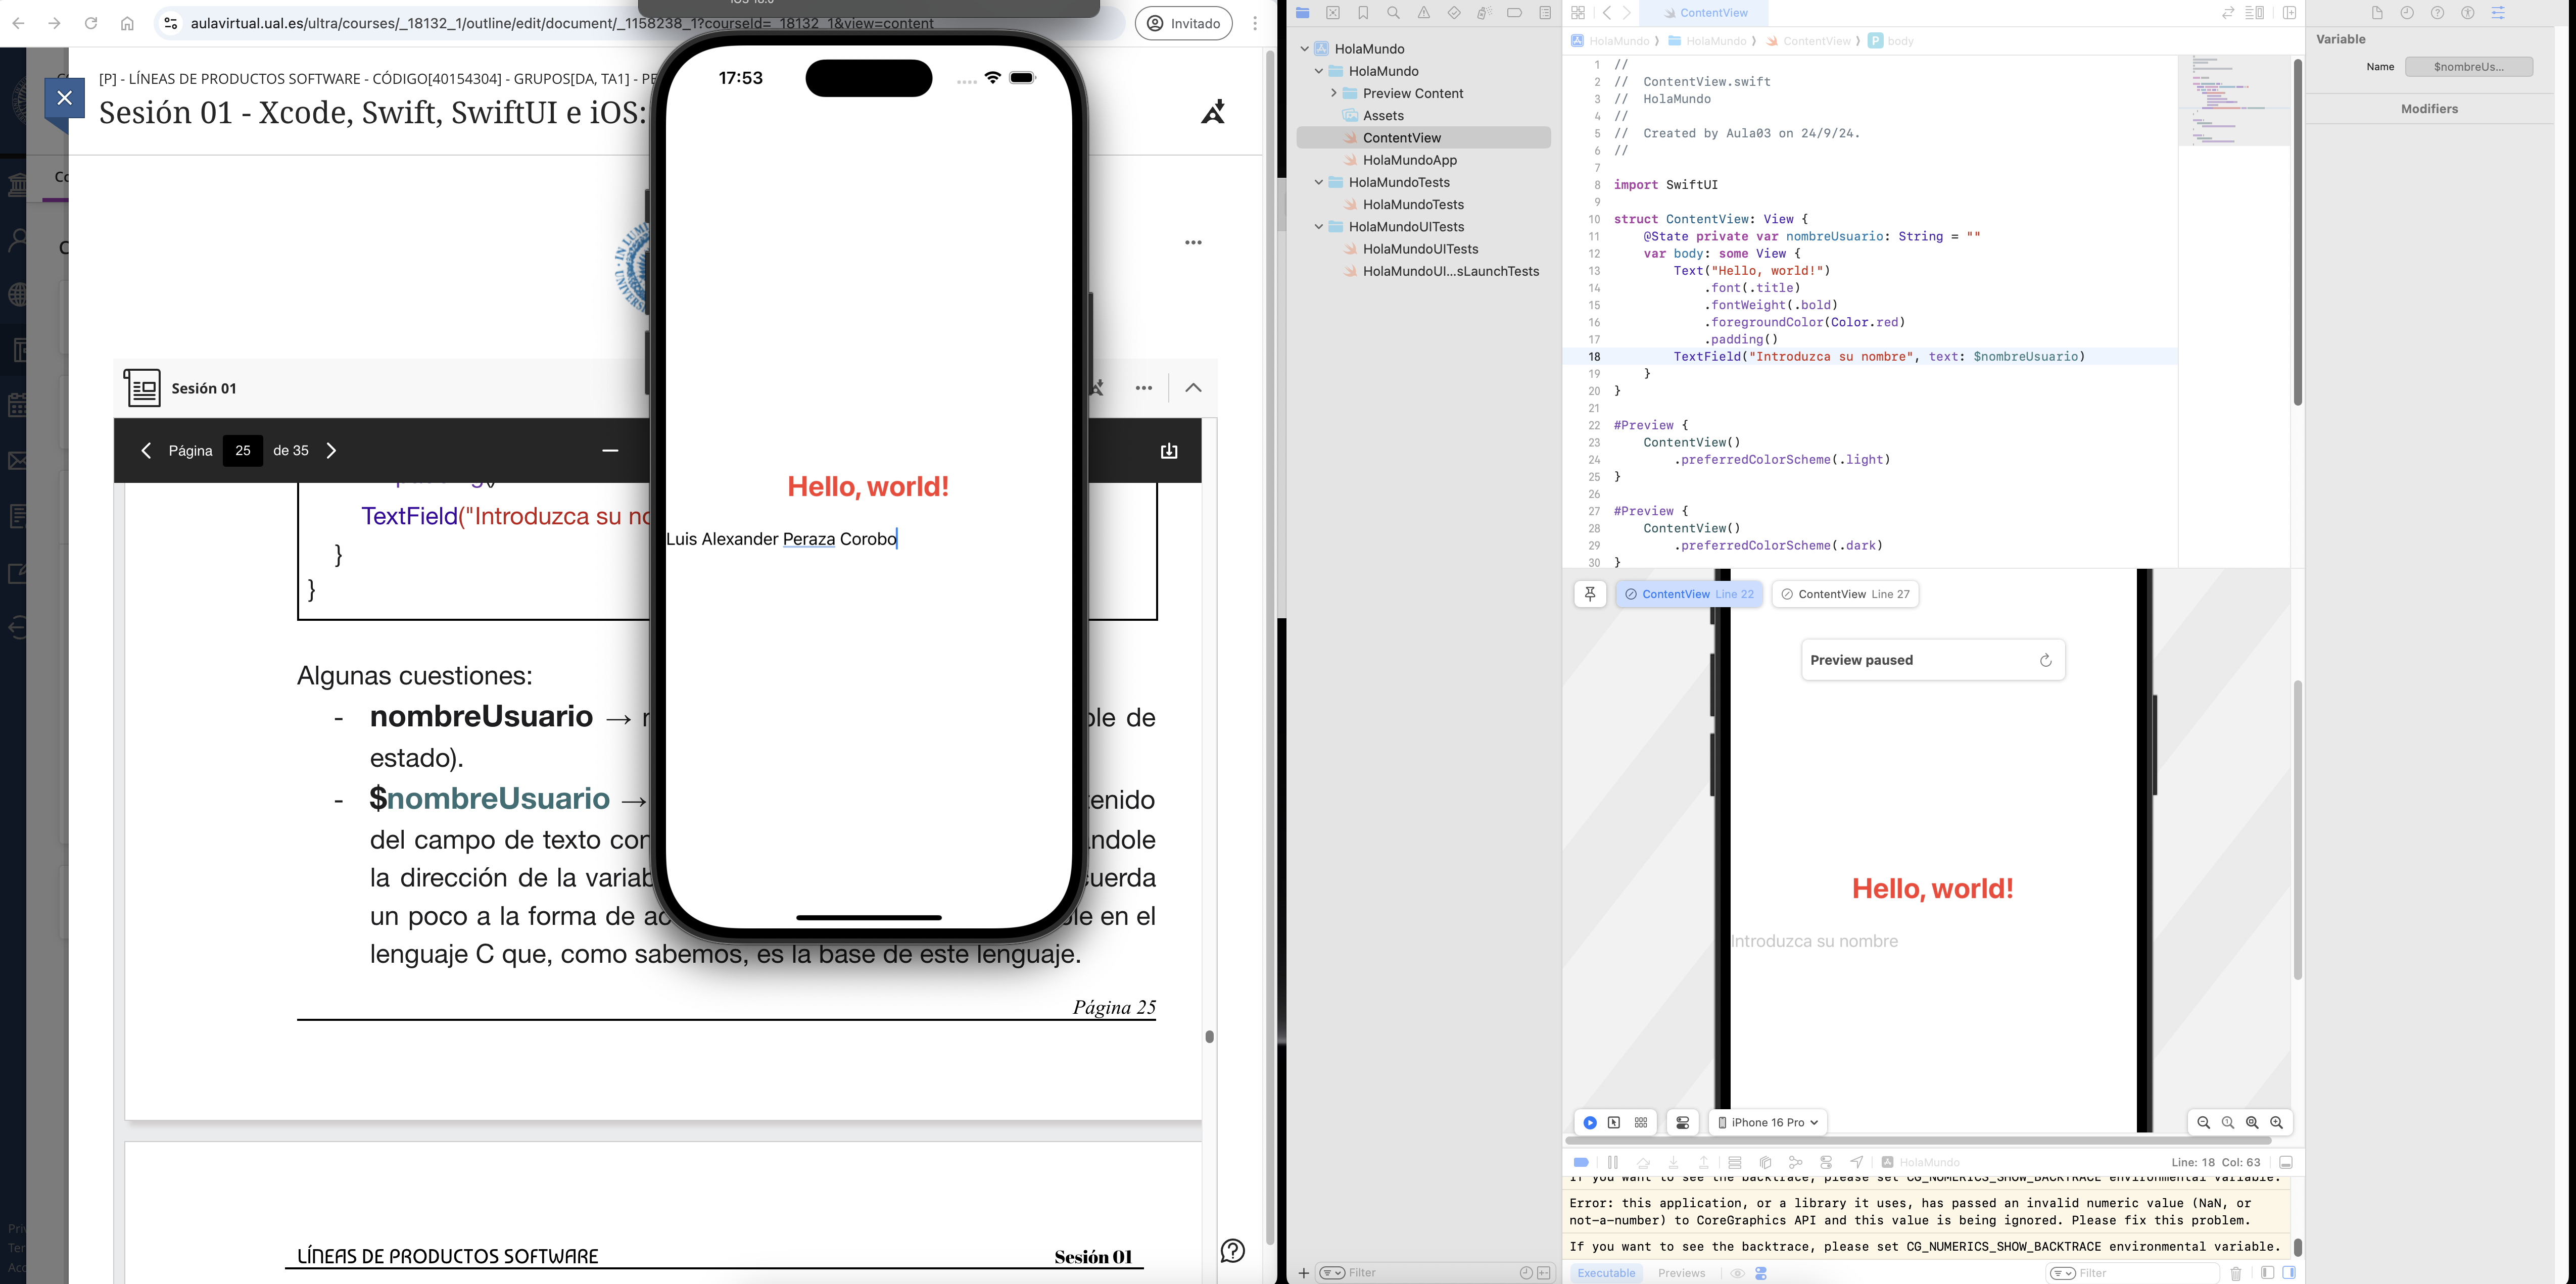 aulavirtual.ual.es/ultra/courses/_18132_1/outline/edit/document/_1158238_1?courseId=_18132_1&view=content
Invitado
[P] - LÍNEAS DE PRODUCTOS SOFTWARE - CÓDIGO[40154304] - GRUPOS[DA, TA1] - PE
Sesión 01 - Xcode, Swift, SwiftUI e iOS:
Sesión 01
Página 25 de 35
TextField("Introduzca su no
}
}
Algunas cuestiones:
- nombreUsuario → ble de
estado).
- $nombreUsuario → tenido
del campo de texto con ándole
la dirección de la variab cuerda
un poco a la forma de ac ble en el
lenguaje C que, como sabemos, es la base de este lenguaje.
Página 25
LÍNEAS DE PRODUCTOS SOFTWARE Sesión 01
17:53
Hello, world!
Luis Alexander Peraza Corobo
HolaMundo
HolaMundo
Preview Content
Assets
ContentView
HolaMundoApp
HolaMundoTests
HolaMundoTests
HolaMundoUITests
HolaMundoUITests
HolaMundoUI...sLaunchTests
Filter
ContentView
HolaMundo HolaMundo ContentView P body
1 //
2 // ContentView.swift
3 // HolaMundo
4 //
5 // Created by Aula03 on 24/9/24.
6 //
7
8 import SwiftUI
9
10 struct ContentView: View {
11 @State private var nombreUsuario: String = ""
12 var body: some View {
13 Text("Hello, world!")
14 .font(.title)
15 .fontWeight(.bold)
16 .foregroundColor(Color.red)
17 .padding()
18 TextField("Introduzca su nombre", text: $nombreUsuario)
19 }
20 }
21
22 #Preview {
23 ContentView()
24 .preferredColorScheme(.light)
25 }
26
27 #Preview {
28 ContentView()
29 .preferredColorScheme(.dark)
30 }
ContentView Line 22 ContentView Line 27
Preview paused
Hello, world!
Introduzca su nombre
iPhone 16 Pro
HolaMundo Line: 18 Col: 63
If you want to see the backtrace, please set CG_NUMERICS_SHOW_BACKTRACE environmental variable.
Error: this application, or a library it uses, has passed an invalid numeric value (NaN, or
not-a-number) to CoreGraphics API and this value is being ignored. Please fix this problem.
If you want to see the backtrace, please set CG_NUMERICS_SHOW_BACKTRACE environmental variable.
Executable Previews Filter
Variable
Name $nombreUs...
Modifiers